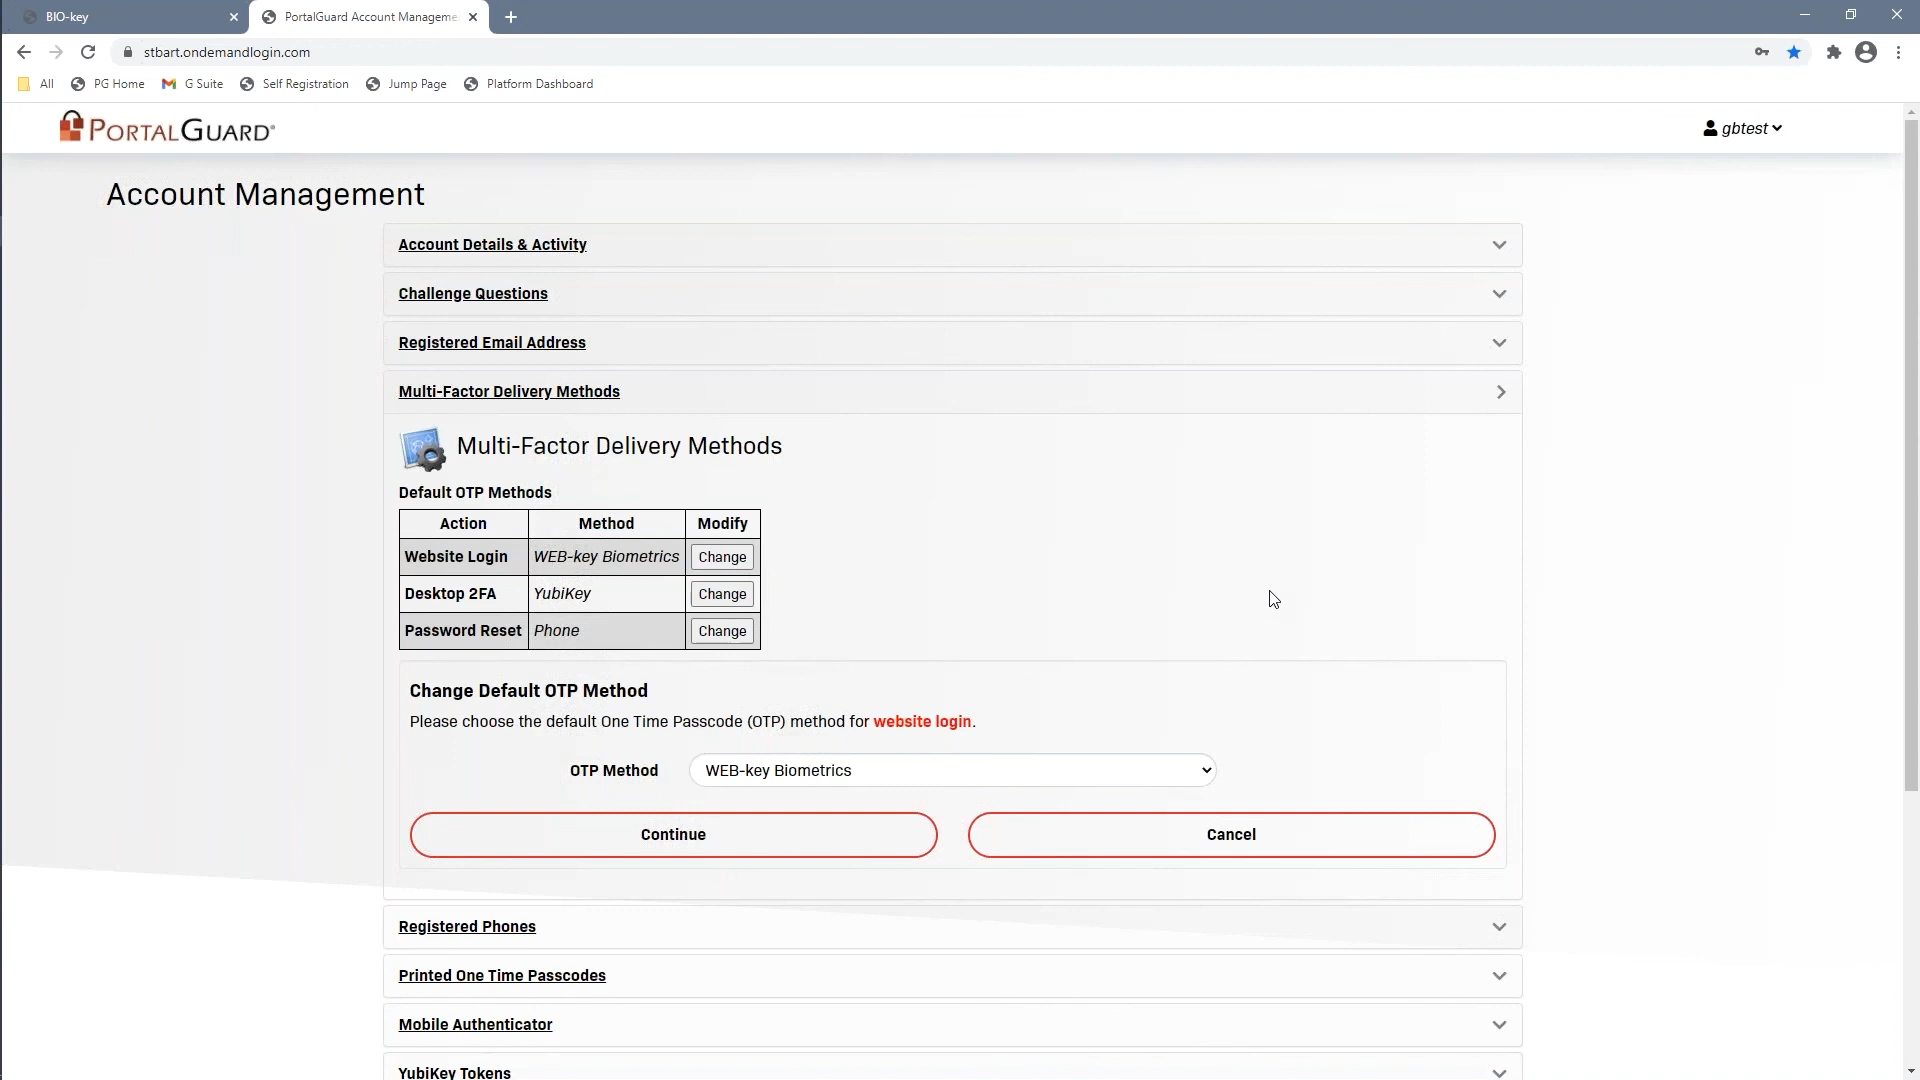 BIO-key
PortalGuard Account Manageme
stbart.ondemandlogin.com
All PG Home G Suite Self Registration Jump Page Platform Dashboard
PORTALGUARD®
gbtest
Account Management
Account Details & Activity
Challenge Questions
Registered Email Address
Multi-Factor Delivery Methods
Multi-Factor Delivery Methods
Default OTP Methods
Action Method Modify
Website Login WEB-key Biometrics Change
Desktop 2FA YubiKey Change
Password Reset Phone Change
Change Default OTP Method
Please choose the default One Time Passcode (OTP) method for website login.
OTP Method WEB-key Biometrics
Continue Cancel
Registered Phones
Printed One Time Passcodes
Mobile Authenticator
YubiKey Tokens